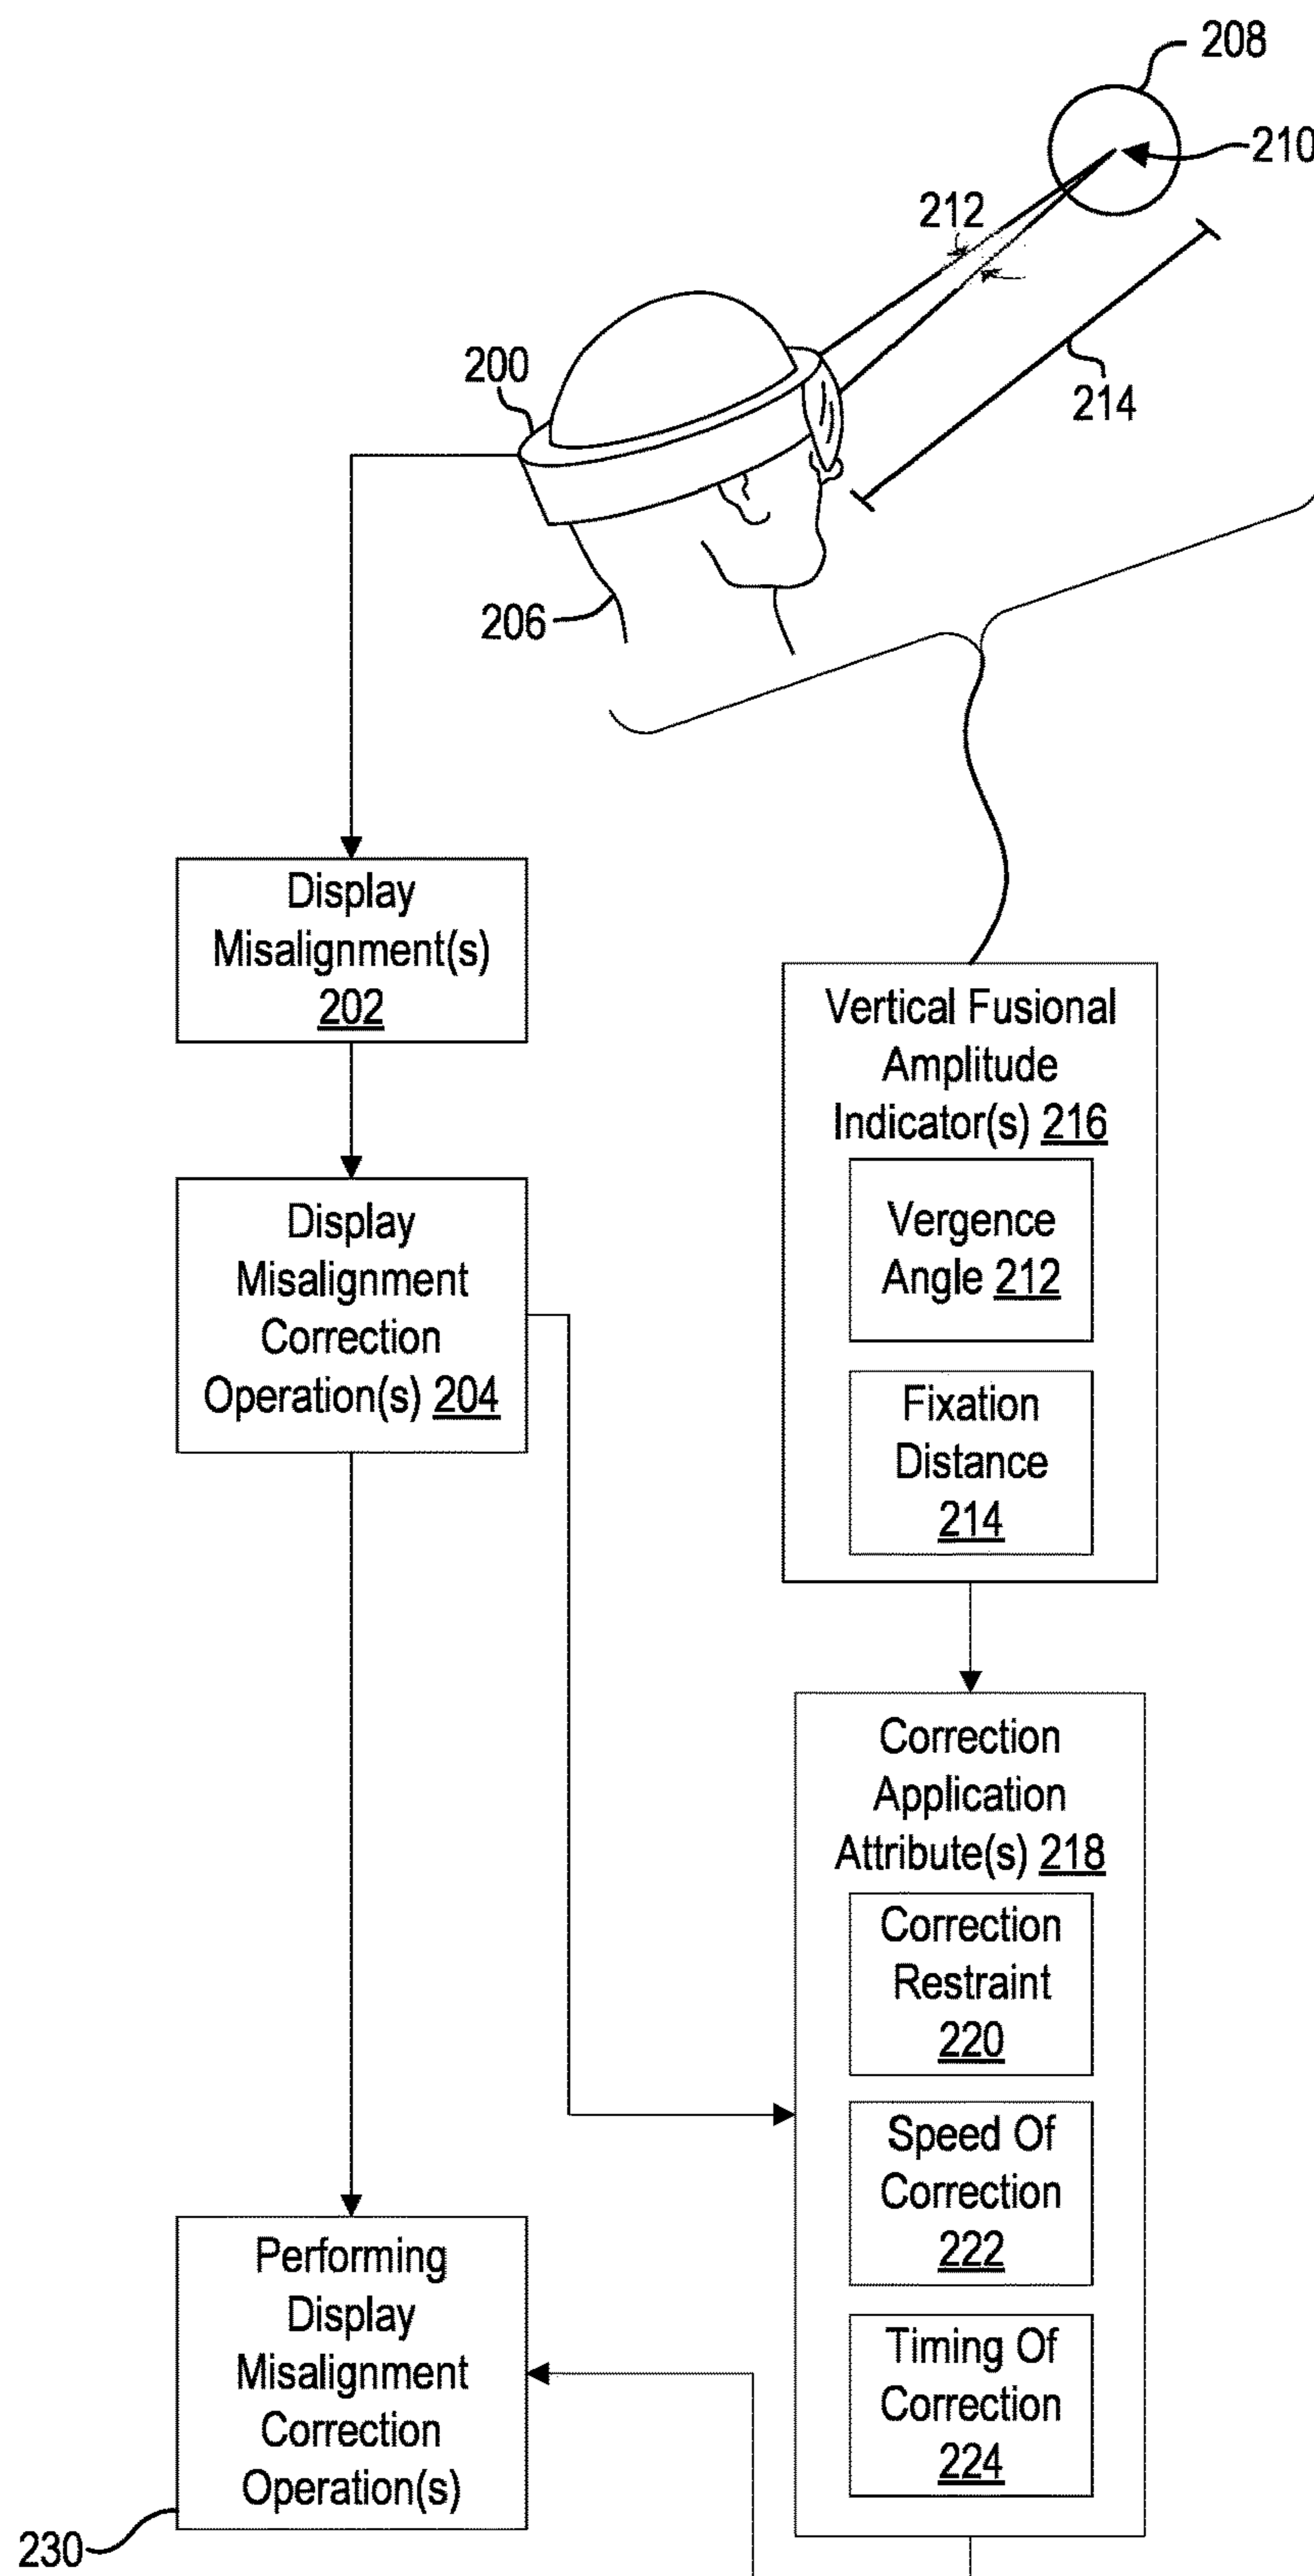 208
210
212
200
214
206
Display
Misalignment(s)
202
Display
Misalignment
Correction
Operation(s) 204
Vertical Fusional
Amplitude
Indicator(s) 216
Vergence
Angle 212
Fixation
Distance
214
Correction
Application
Attribute(s) 218
Correction
Restraint
220
Speed Of
Correction
222
Timing Of
Correction
224
Performing
Display
Misalignment
Correction
Operation(s)
230